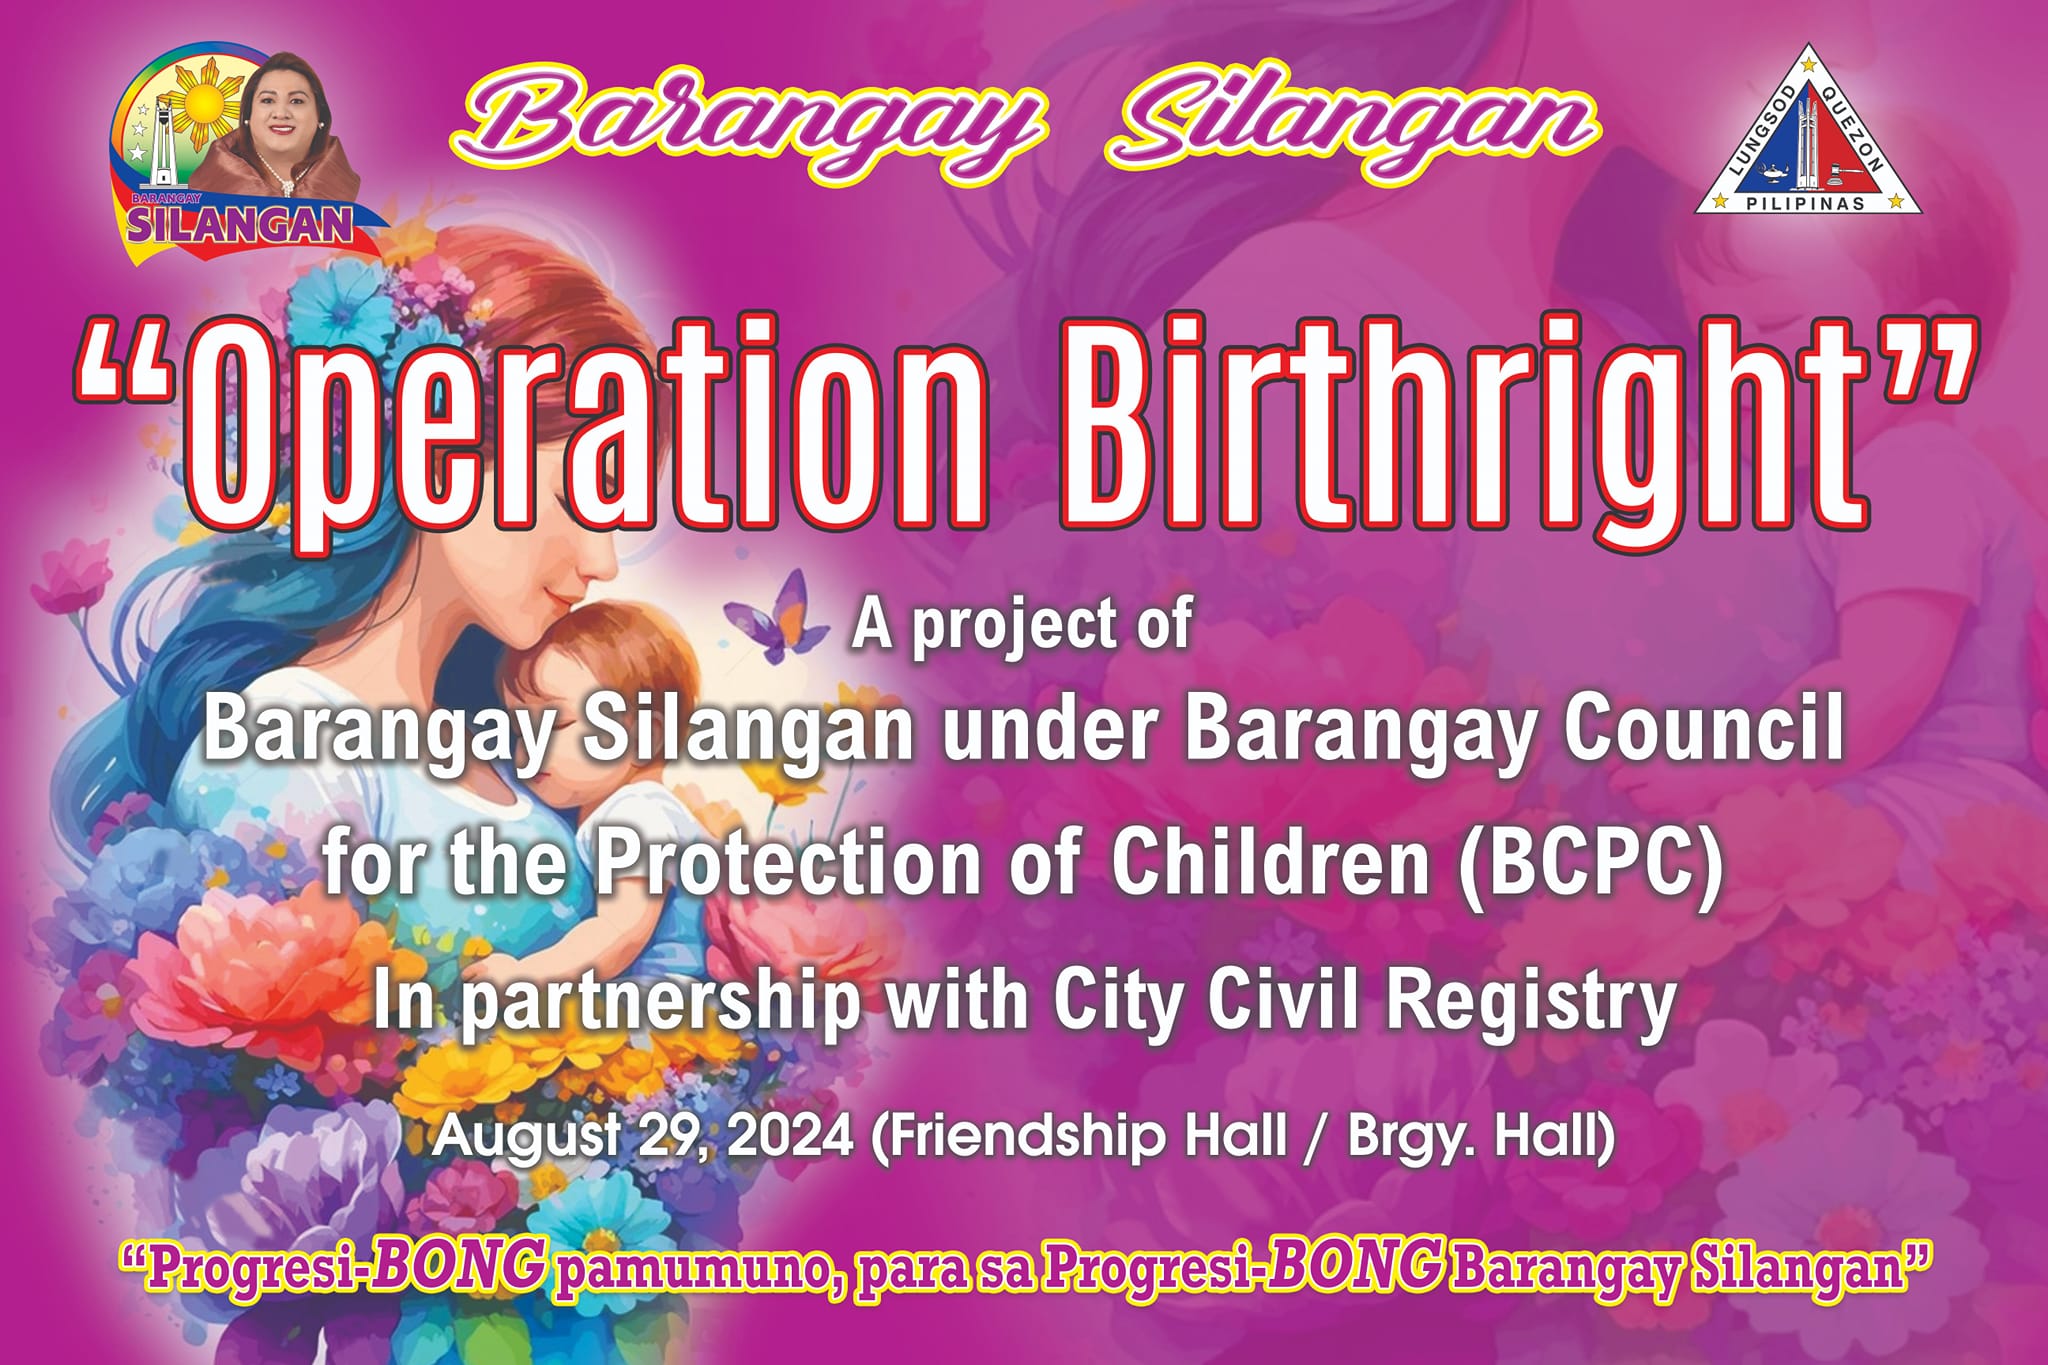 Barangay Silangan
BARANGAY
SILANGAN
LUNGSOD QUEZON
PILIPINAS
“Operation Birthright”
A project of
Barangay Silangan under Barangay Council
for the Protection of Children (BCPC)
In partnership with City Civil Registry
August 29, 2024 (Friendship Hall / Brgy. Hall)
“Progresi-BONG pamumuno, para sa Progresi-BONG Barangay Silangan”